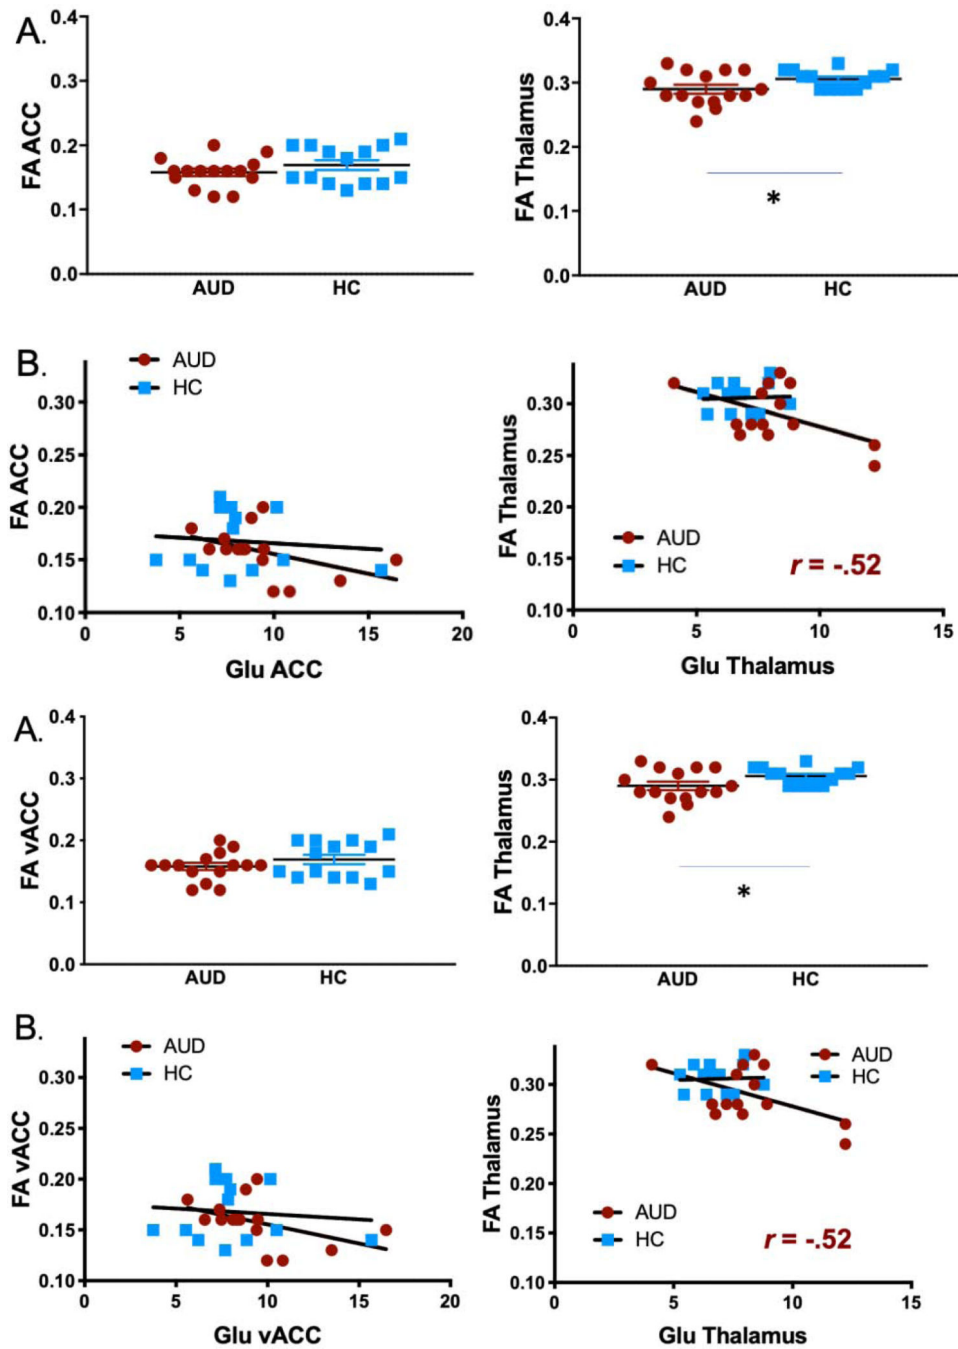 A.
0.4
0.3
0.2
0.1
0.0
FA ACC
AUD
HC
0.4
0.3
0.2
0.1
0.0
FA Thalamus
*
AUD
HC
B.
AUD
HC
0.30
0.25
0.20
0.15
0.10
FA ACC
0
5
10
15
20
Glu ACC
0.30
0.25
0.20
0.15
0.10
FA Thalamus
AUD
HC
r = -.52
0
5
10
15
Glu Thalamus
A.
0.4
0.3
0.2
0.1
0.0
FA vACC
AUD
HC
0.4
0.3
0.2
0.1
0.0
FA Thalamus
*
AUD
HC
B.
AUD
HC
0.30
0.25
0.20
0.15
0.10
FA vACC
0
5
10
15
20
Glu vACC
AUD
HC
0.30
0.25
0.20
0.15
0.10
FA Thalamus
AUD
HC
r = -.52
0
5
10
15
Glu Thalamus